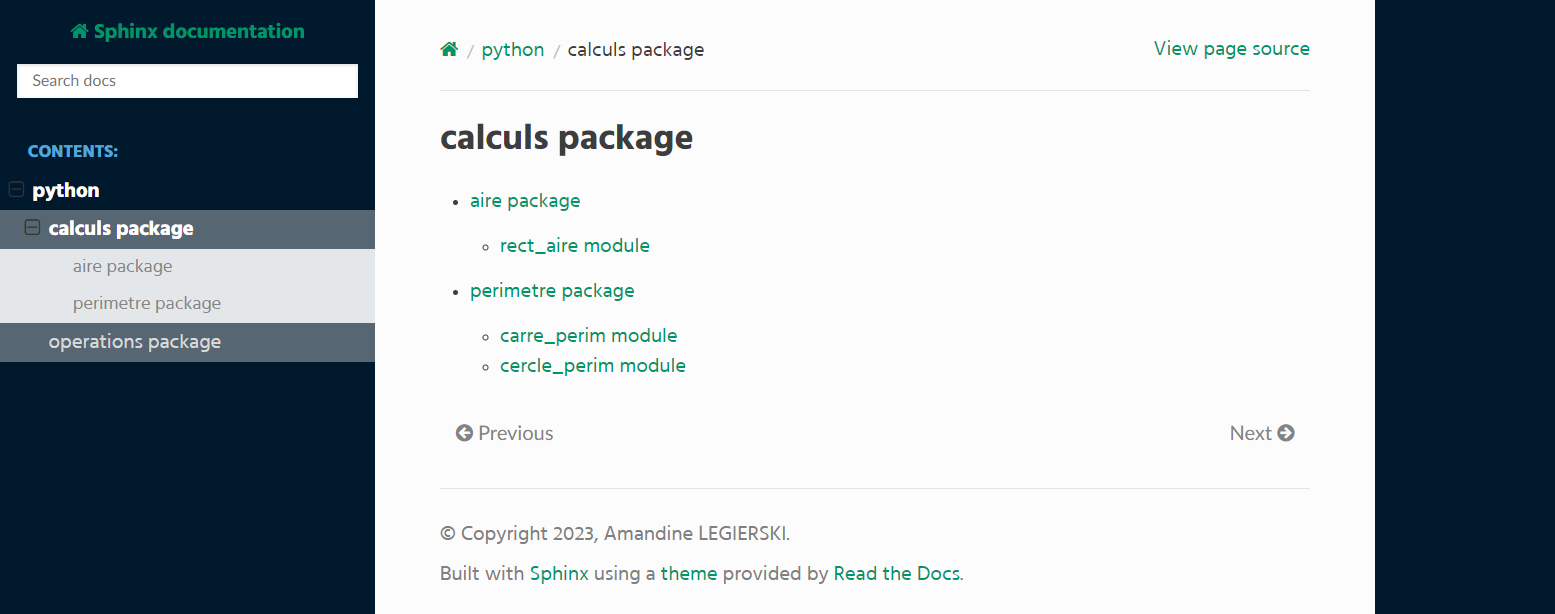 Sphinx documentation
Search docs
CONTENTS:
python
calculs package
aire package
perimetre package
operations package
/ python / calculs package
View page source
calculs package
• aire package
◦ rect_aire module
• perimetre package
◦ carre_perim module
◦ cercle_perim module
Previous
Next
© Copyright 2023, Amandine LEGIERSKI.
Built with Sphinx using a theme provided by Read the Docs.